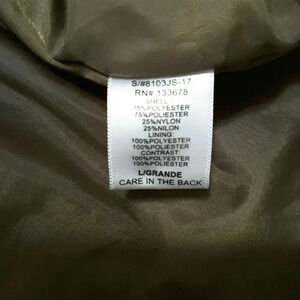 S/#8103JS-17
RN# 133678
SHELL
75%POLYESTER
75%POLIESTER
25%NYLON
25%NILON
LINING:
100%POLYESTER
100%POLIESTER
CONTRAST:
100%POLYESTER
100%POLIESTER
L/GRANDE
CARE IN THE BACK